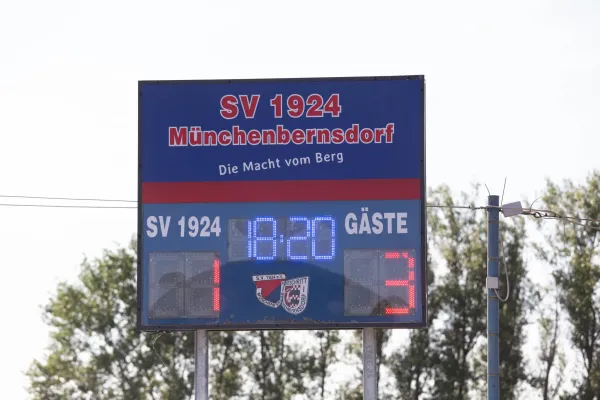 SV 1924
Münchenbernsdorf
Die Macht vom Berg
SV 1924 18:20 GÄSTE
1 3